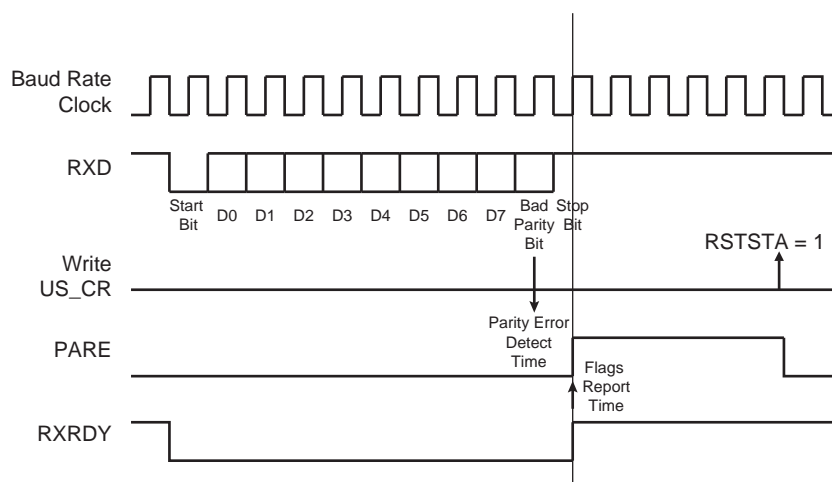 Baud Rate
Clock
RXD
Start
Bit
D0 D1 D2 D3 D4 D5 D6 D7
Bad
Parity
Bit
Stop
Bit
Write
US_CR
RSTSTA = 1
Parity Error
Detect
Time
PARE
Flags
Report
Time
RXRDY